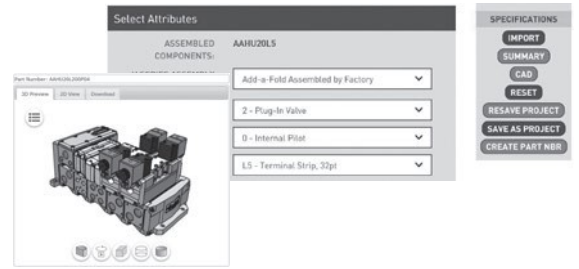 Select Attributes
ASSEMBLED
COMPONENTS:
AAHU20L5
Add-a-Fold Assembled by Factory
2 - Plug-In Valve
0 - Internal Pilot
L5 - Terminal Strip, 32pt
Part Number:
3D Preview
2D View
Download
SPECIFICATIONS
IMPORT
SUMMARY
CAD
RESET
RESAVE PROJECT
SAVE AS PROJECT
CREATE PART NBR